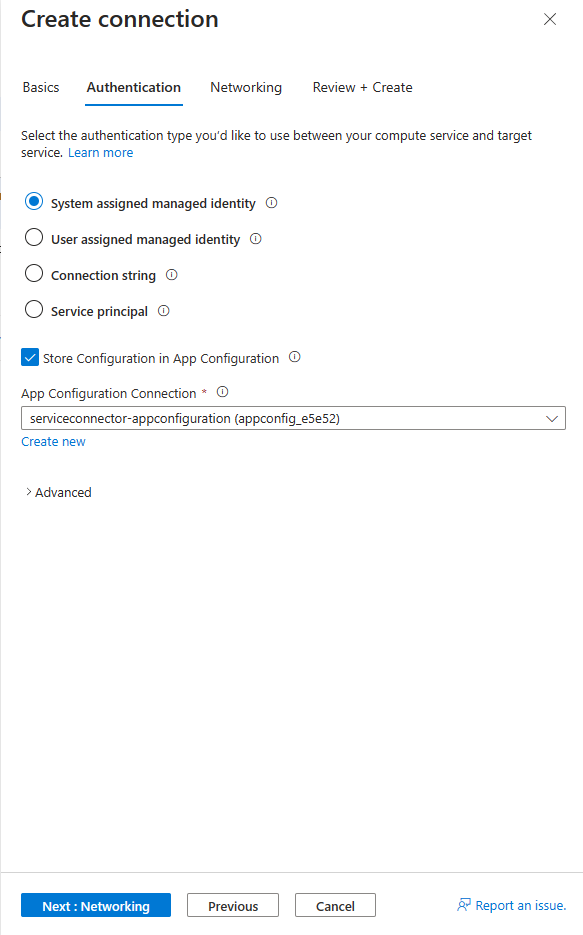 Create connection
Basics
Authentication
Networking
Review + Create
Select the authentication type you'd like to use between your compute service and target
service. Learn more
System assigned managed identity
User assigned managed identity
Connection string
Service principal
Store Configuration in App Configuration
App Configuration Connection *
serviceconnector-appconfiguration (appconfig_e5e52)
Create new
Advanced
Next : Networking
Previous
Cancel
Report an issue.